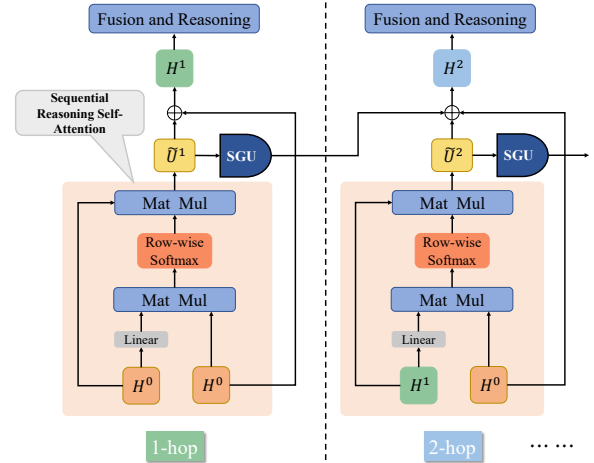 Fusion and Reasoning
H¹
Sequential
Reasoning Self-
Attention
Ũ¹
SGU
Mat Mul
Row-wise
Softmax
Mat Mul
Linear
H⁰
H⁰
1-hop
Fusion and Reasoning
H²
Ũ²
SGU
Mat Mul
Row-wise
Softmax
Mat Mul
Linear
H¹
H⁰
2-hop
... ...